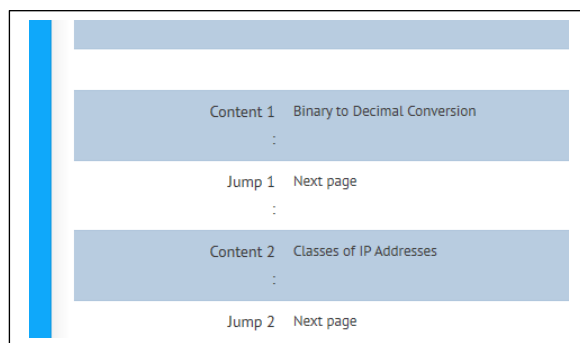 Content 1 Binary to Decimal Conversion
:
Jump 1 Next page
:
Content 2 Classes of IP Addresses
:
Jump 2 Next page